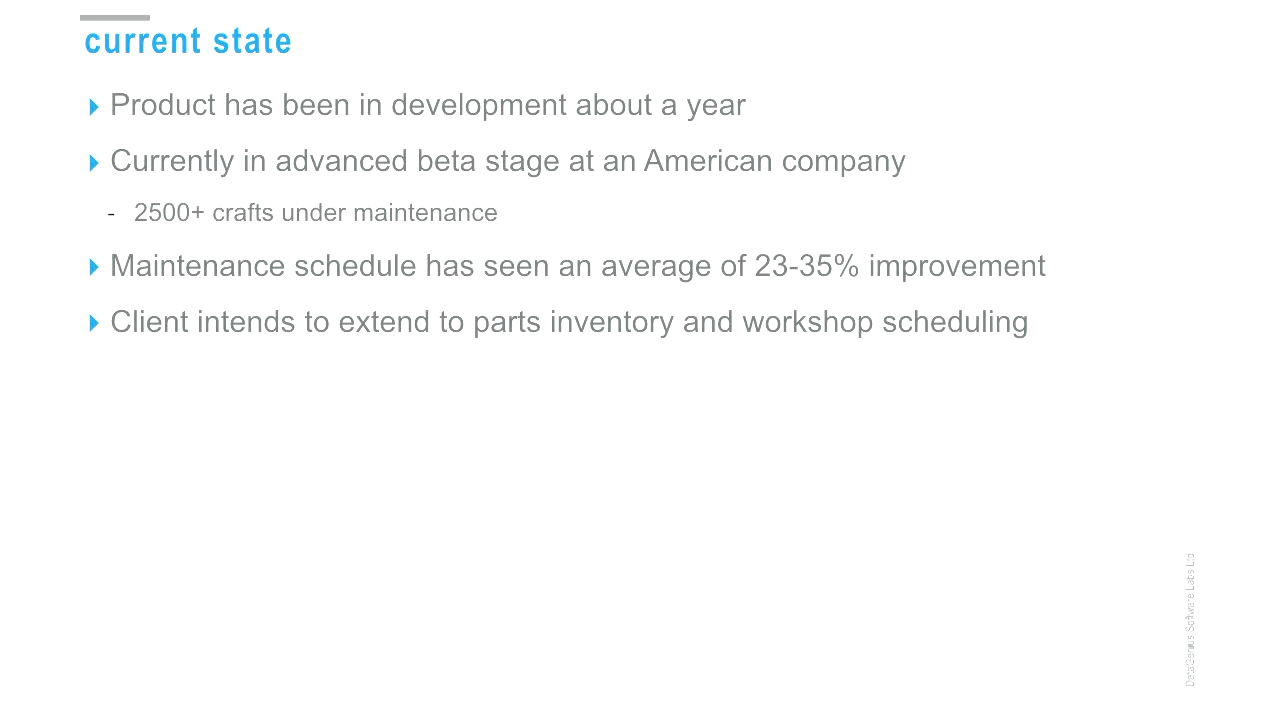 current state
Product has been in development about a year
Currently in advanced beta stage at an American company
- 2500+ crafts under maintenance
Maintenance schedule has seen an average of 23-35% improvement
Client intends to extend to parts inventory and workshop scheduling
DataGenius Software Labs Ltd